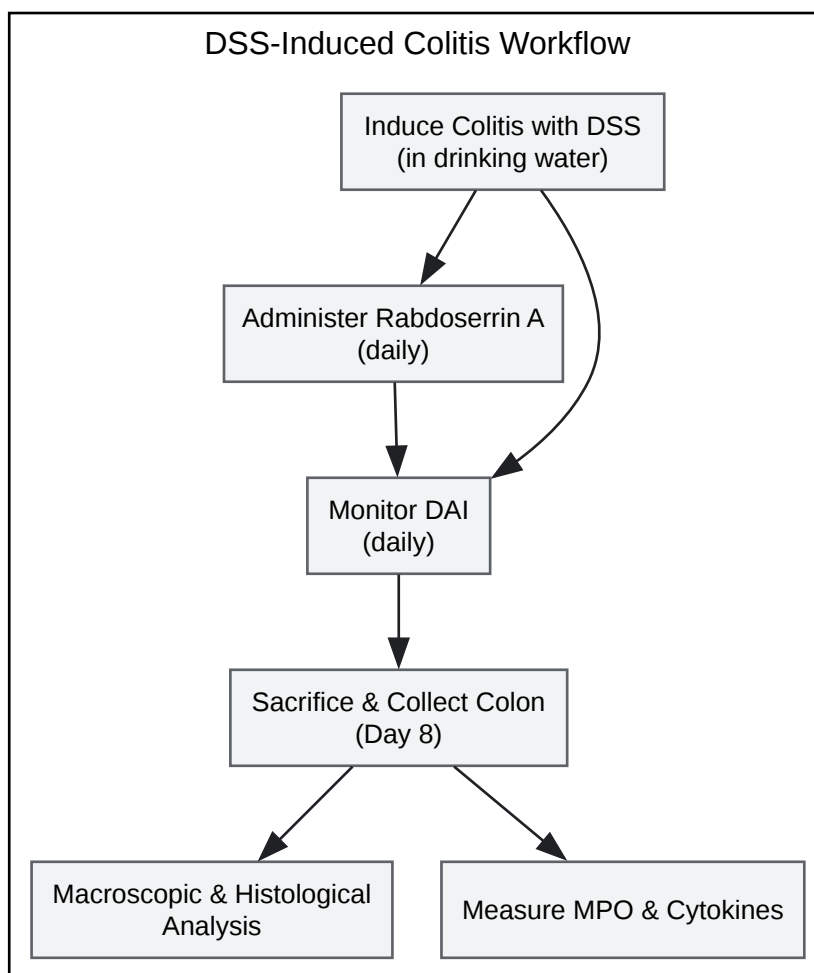 DSS-Induced Colitis Workflow
Induce Colitis with DSS
(in drinking water)
Administer Rabdoserrin A
(daily)
Monitor DAI
(daily)
Sacrifice & Collect Colon
(Day 8)
Macroscopic & Histological
Analysis
Measure MPO & Cytokines